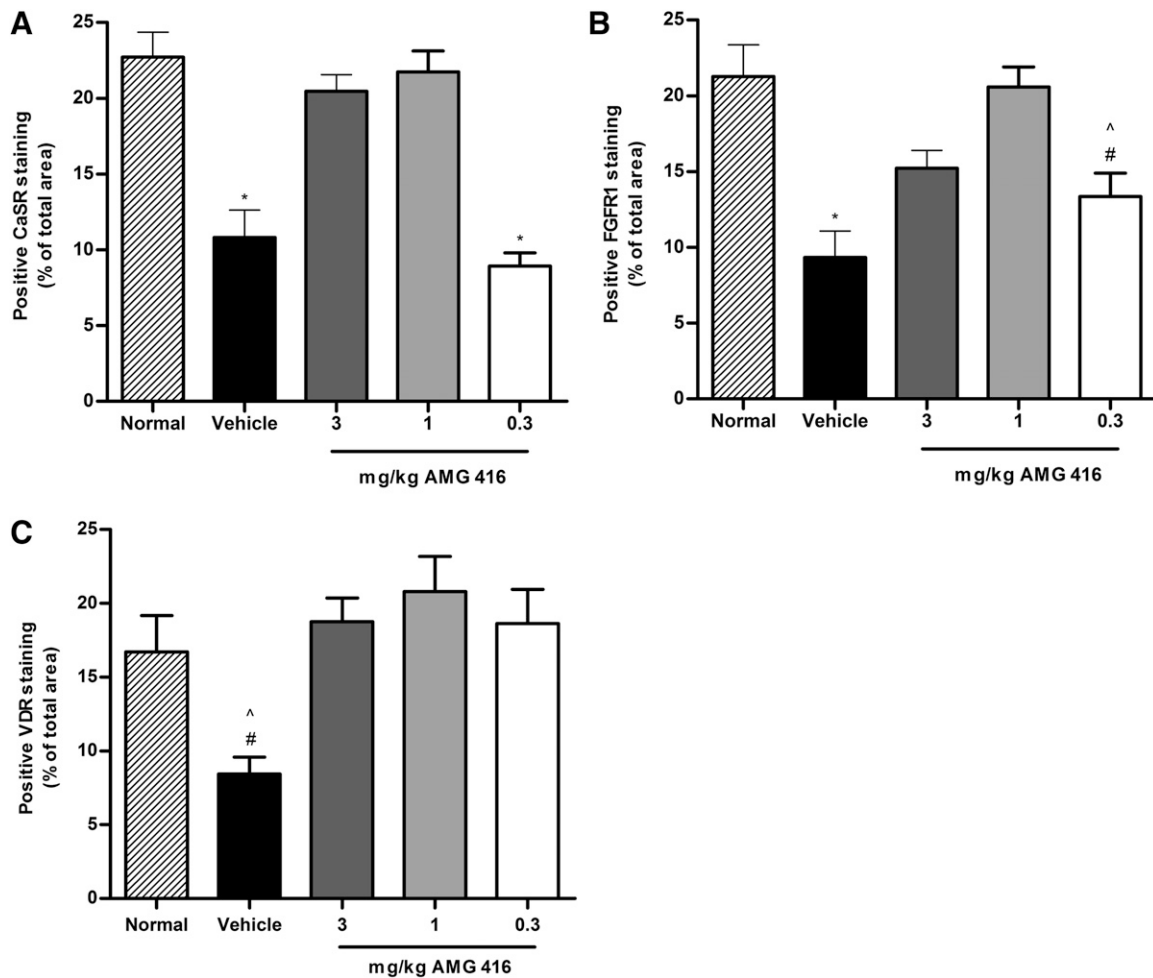 A
Positive CaSR staining
(% of total area)
25
20
15
10
5
0
*
*
Normal
Vehicle
3
1
0.3
mg/kg AMG 416
B
Positive FGFR1 staining
(% of total area)
25
20
15
10
5
0
*
^
#
Normal
Vehicle
3
1
0.3
mg/kg AMG 416
C
Positive VDR staining
(% of total area)
25
20
15
10
5
0
^
#
Normal
Vehicle
3
1
0.3
mg/kg AMG 416